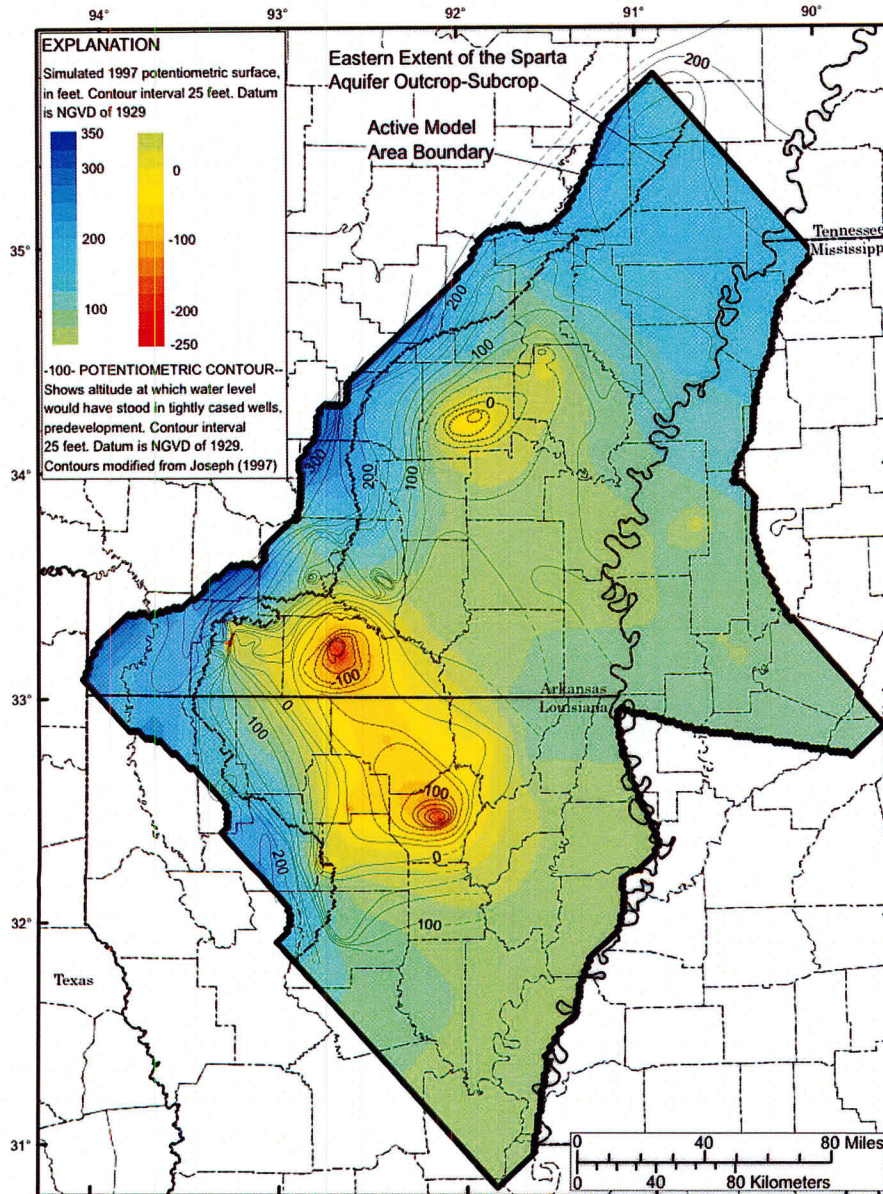 94°
93°
92°
91°
90°
EXPLANATION
Simulated 1997 potentiometric surface,
in feet. Contour interval 25 feet. Datum
is NGVD of 1929
350
300
200
100
0
-100
-200
-250
-100- POTENTIOMETRIC CONTOUR--
Shows altitude at which water level
would have stood in tightly cased wells,
predevelopment. Contour interval
25 feet. Datum is NGVD of 1929.
Contours modified from Joseph (1997)
Eastern Extent of the Sparta
Aquifer Outcrop-Subcrop
Active Model
Area Boundary
200
35°
Tennessee
Mississippi
200
100
0
34°
300
200
100
-100
33°
Arkansas
Louisiana
0
100
-100
200
0
32°
100
Texas
31°
0 40 80 Miles
0 40 80 Kilometers